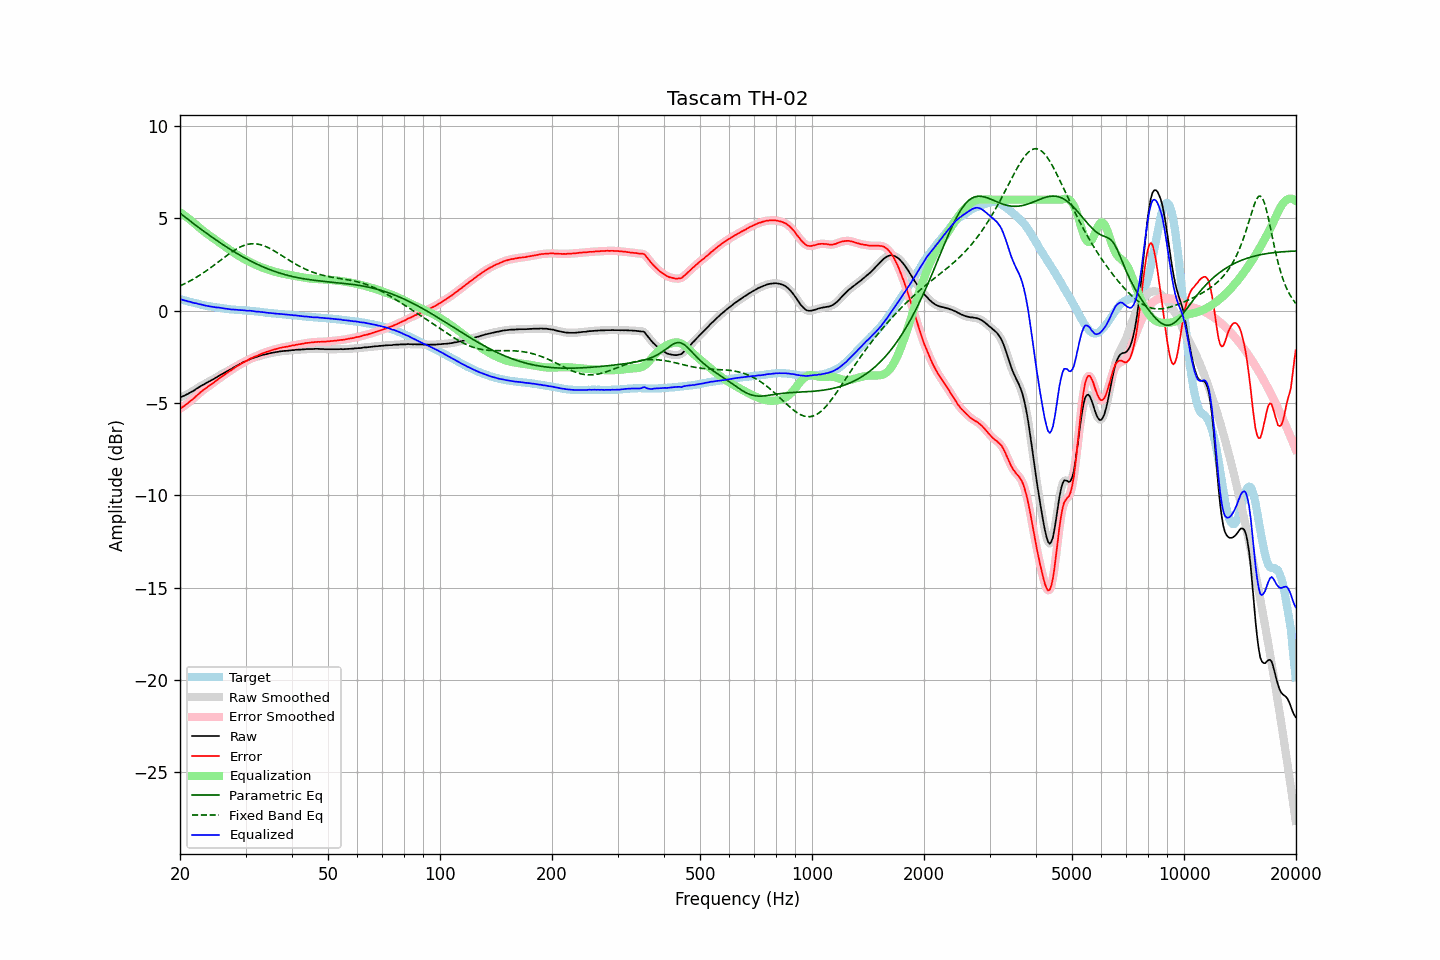 Tascam TH-02
10
5
0
−5
−10
−15
−20
−25
Amplitude (dBr)
Target
Raw Smoothed
Error Smoothed
Raw
Error
Equalization
Parametric Eq
Fixed Band Eq
Equalized
20 50 100 200 500 1000 2000 5000 10000 20000
Frequency (Hz)